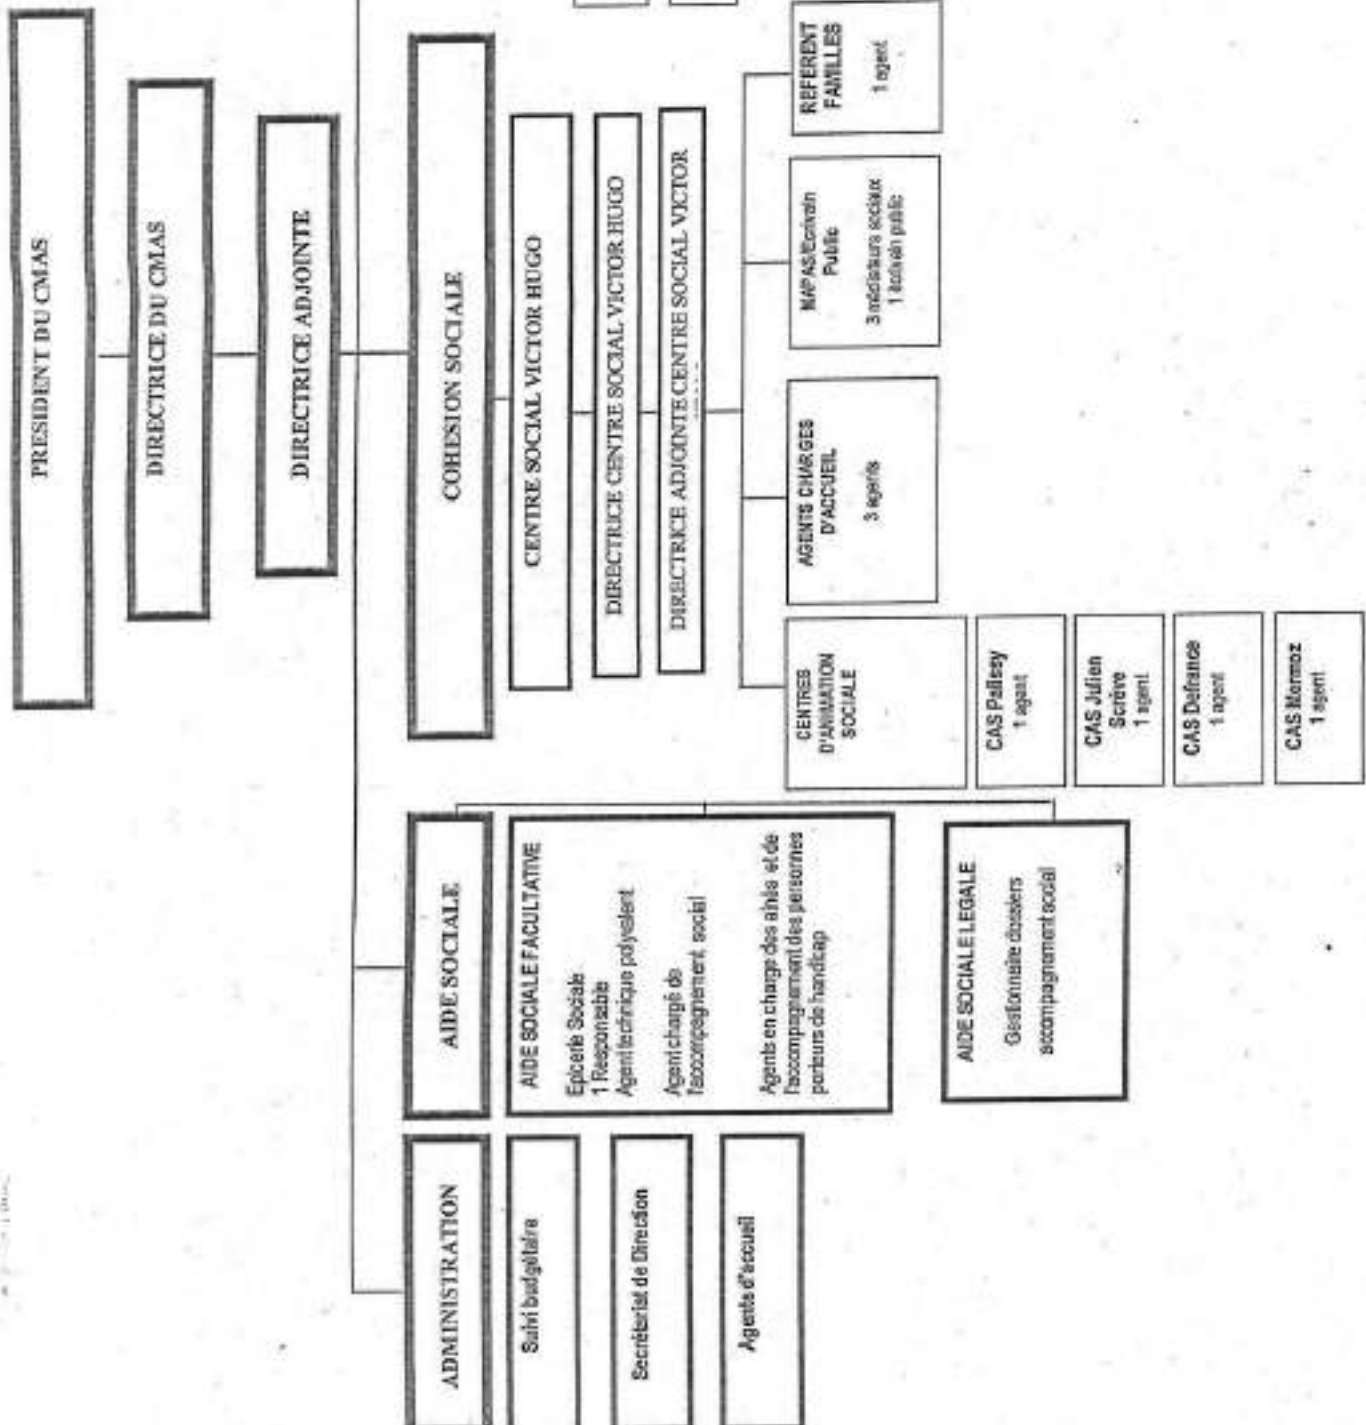 PRESIDENT DU CMAS
DIRECTRICE DU CMAS
DIRECTRICE ADJOINTE
ADMINISTRATION
Suivi budgétaire
Secrétariat de Direction
Agents d'accueil
AIDE SOCIALE
AIDE SOCIALE FACULTATIVE
Epicerie Sociale
1 Responsable
Agent technique polyvalent
Agent chargé de
l'accompagnement social
Agents en charge des ainés et de
l'accompagnement des personnes
porteurs de handicap
AIDE SOCIALE LEGALE
Gestionnaire dossiers
accompagnement social
COHESION SOCIALE
CENTRE SOCIAL VICTOR HUGO
DIRECTRICE CENTRE SOCIAL VICTOR HUGO
DIRECTRICE ADJOINTE CENTRE SOCIAL VICTOR
CENTRES
D'ANIMATION
SOCIALE
CAS Palissy
1 agent
CAS Julien
Scrève
1 agent
CAS Defrance
1 agent
CAS Mermoz
1 agent
AGENTS CHARGES
D'ACCUEIL
3 agents
MAPAS/Ecrivain
Public
3 médiateurs sociaux
1 écrivain public
REFERENT
FAMILLES
1 agent